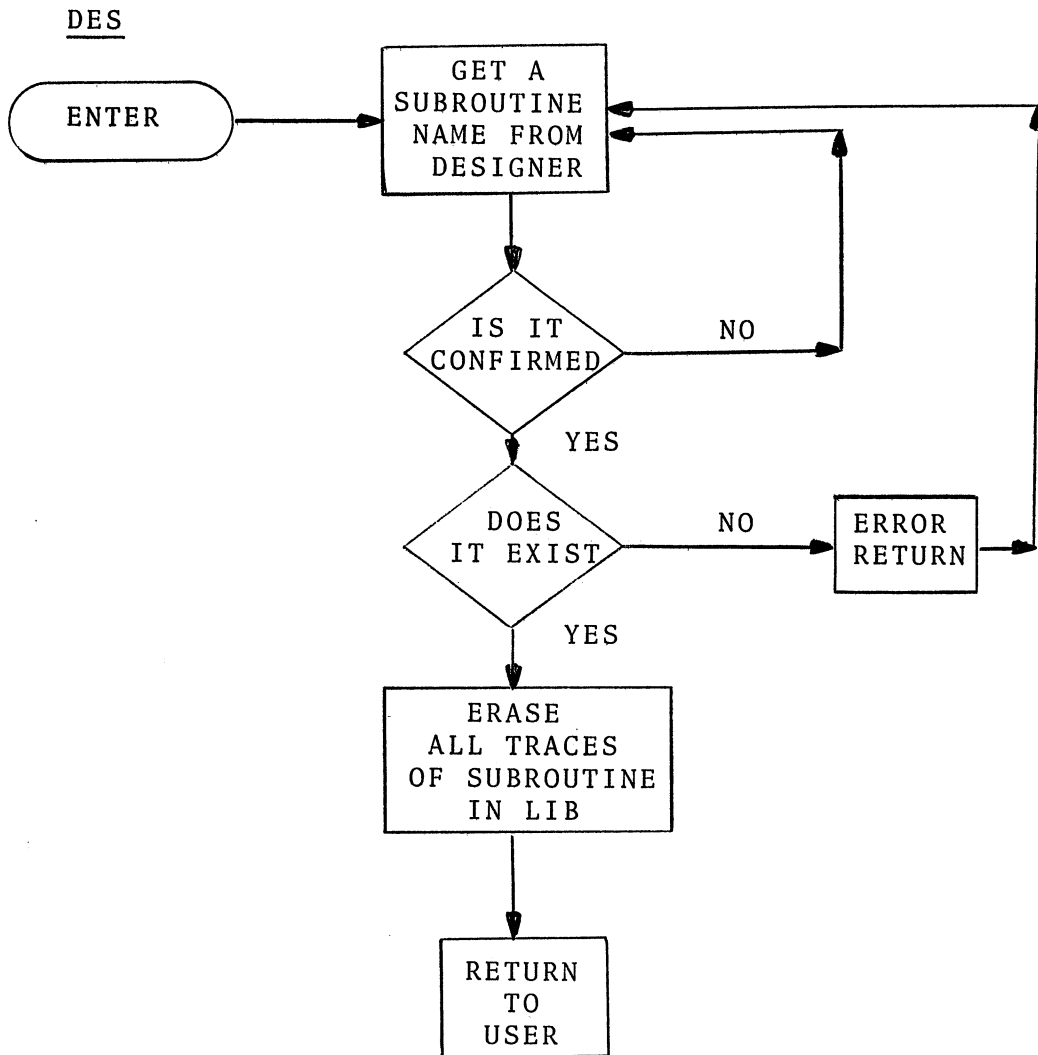 DES
ENTER
GET A
SUBROUTINE
NAME FROM
DESIGNER
IS IT
CONFIRMED
NO
YES
DOES
IT EXIST
NO
ERROR
RETURN
YES
ERASE
ALL TRACES
OF SUBROUTINE
IN LIB
RETURN
TO
USER